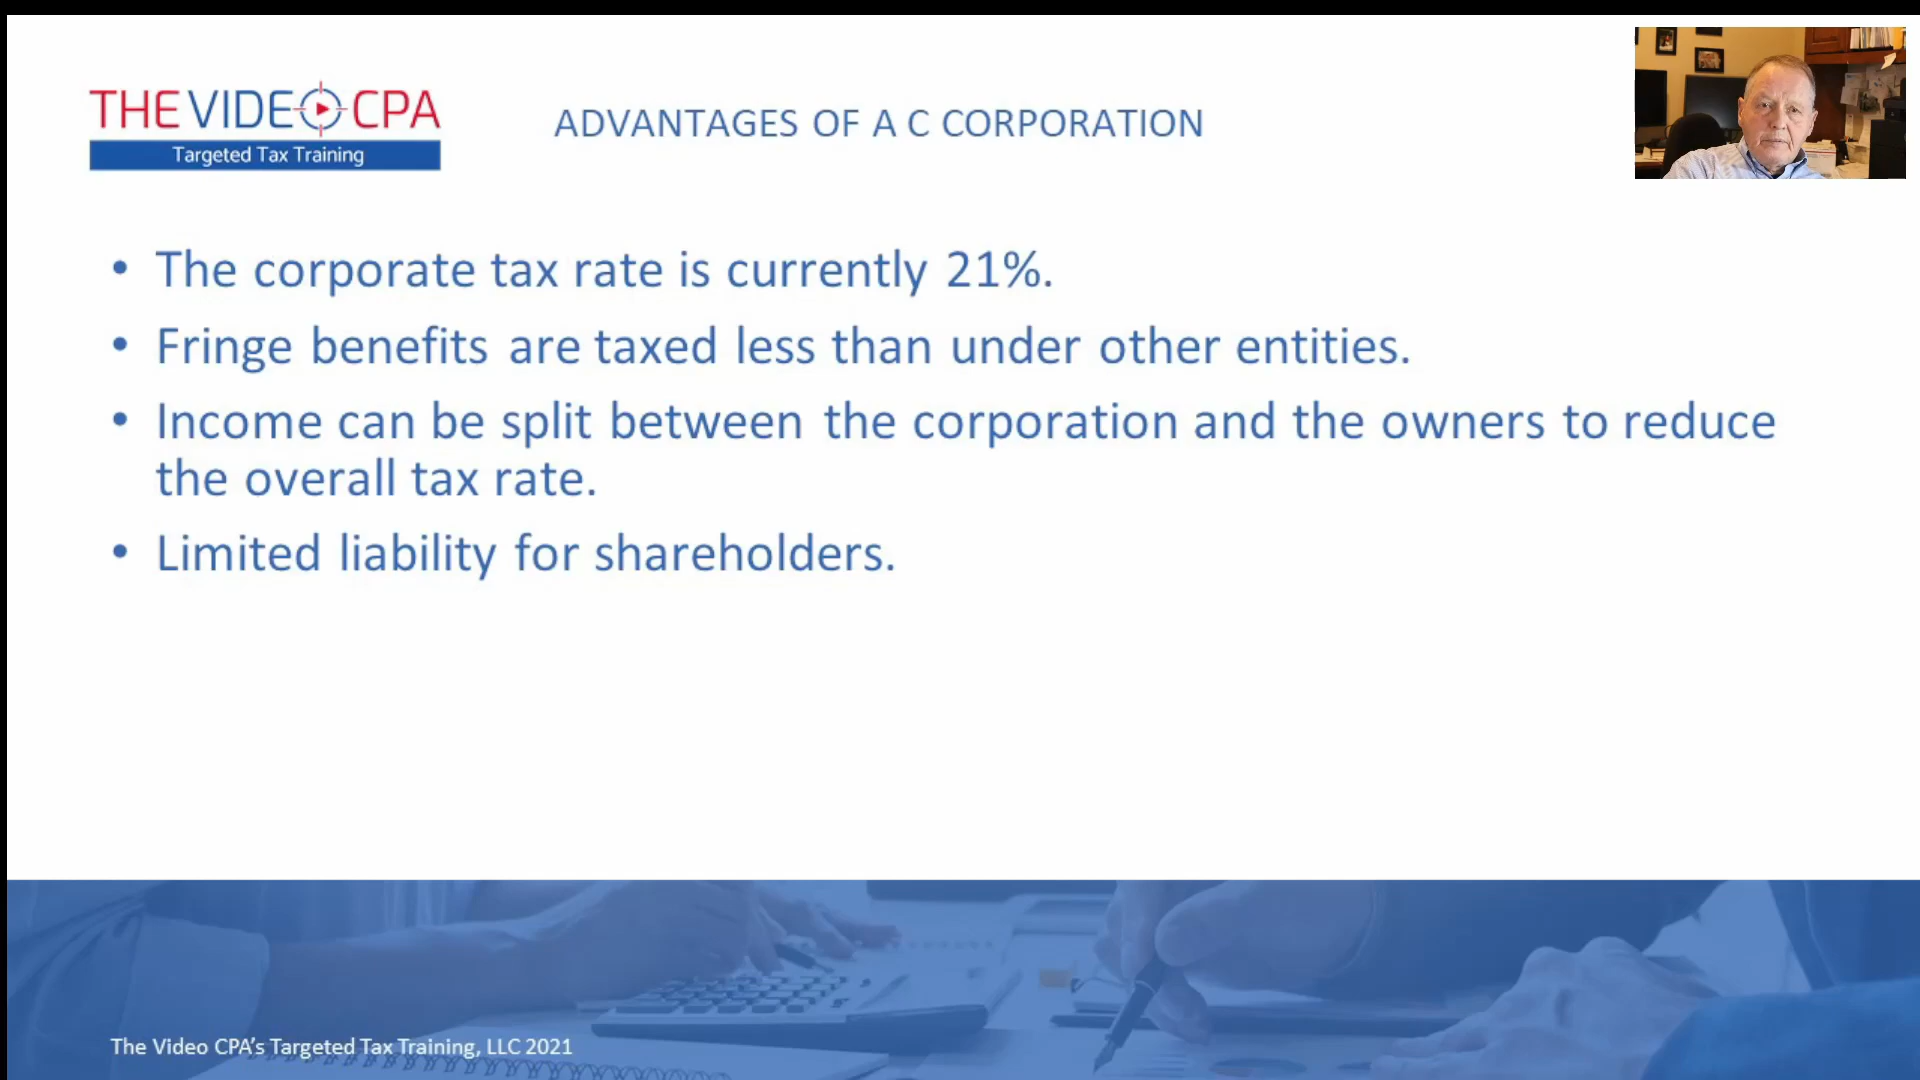 THE VIDEO CPA
Targeted Tax Training
ADVANTAGES OF A C CORPORATION
• The corporate tax rate is currently 21%.
• Fringe benefits are taxed less than under other entities.
• Income can be split between the corporation and the owners to reduce
the overall tax rate.
• Limited liability for shareholders.
The Video CPA's Targeted Tax Training, LLC 2021